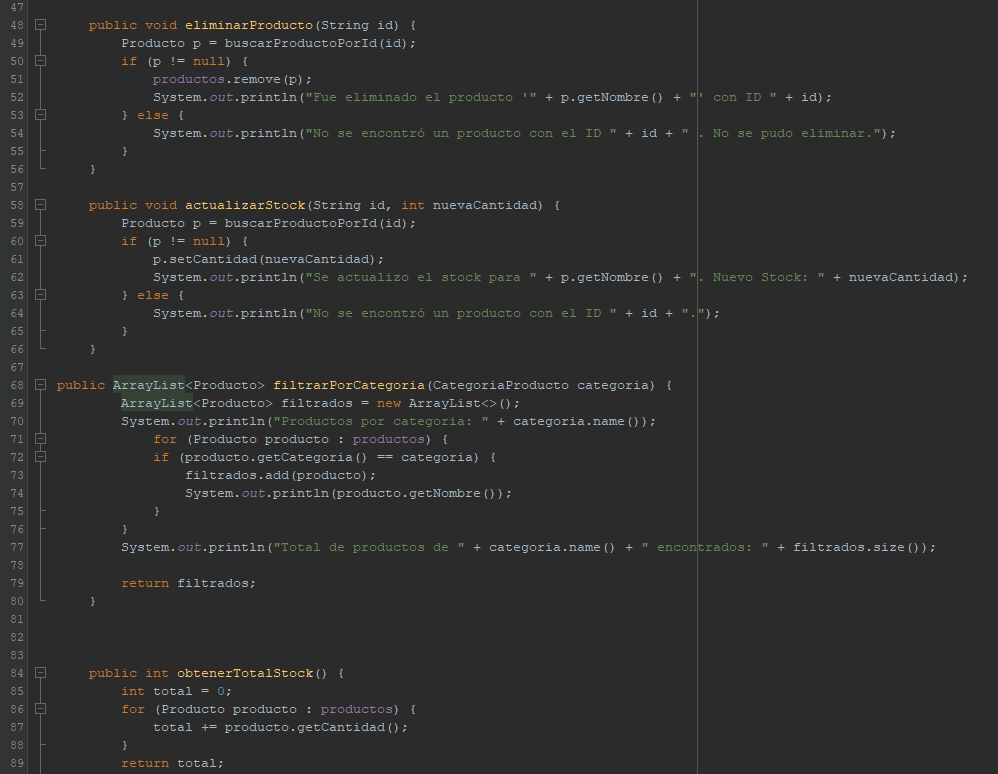 47
48 public void eliminarProducto(String id) {
49 Producto p = buscarProductoPorId(id);
50 if (p != null) {
51 productos.remove(p);
52 System.out.println("Fue eliminado el producto '" + p.getNombre() + "' con ID " + id);
53 } else {
54 System.out.println("No se encontró un producto con el ID " + id + " . No se pudo eliminar.");
55 }
56 }
57
58 public void actualizarStock(String id, int nuevaCantidad) {
59 Producto p = buscarProductoPorId(id);
60 if (p != null) {
61 p.setCantidad(nuevaCantidad);
62 System.out.println("Se actualizo el stock para " + p.getNombre() + ". Nuevo Stock: " + nuevaCantidad);
63 } else {
64 System.out.println("No se encontró un producto con el ID " + id + ".");
65 }
66 }
67
68 public ArrayList<Producto> filtrarPorCategoria(CategoriaProducto categoria) {
69 ArrayList<Producto> filtrados = new ArrayList<>();
70 System.out.println("Productos por categoria: " + categoria.name());
71 for (Producto producto : productos) {
72 if (producto.getCategoria() == categoria) {
73 filtrados.add(producto);
74 System.out.println(producto.getNombre());
75 }
76 }
77 System.out.println("Total de productos de " + categoria.name() + " encontrados: " + filtrados.size());
78
79 return filtrados;
80 }
81
82
83
84 public int obtenerTotalStock() {
85 int total = 0;
86 for (Producto producto : productos) {
87 total += producto.getCantidad();
88 }
89 return total;